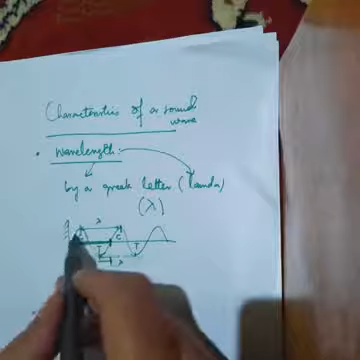 Characteristics of a sound
wave
• Wavelength:
by a greek letter (lamda)
(λ)
λ
C C
T T
λ